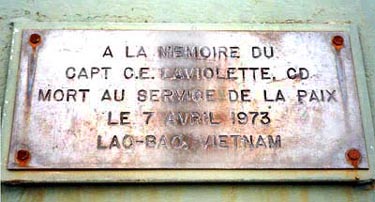 A LA MEMOIRE DU
CAPT C.E. LAVIOLETTE, CD
MORT AU SERVICE DE LA PAIX
LE 7 AVRIL 1973
LAO-BAO, VIETNAM